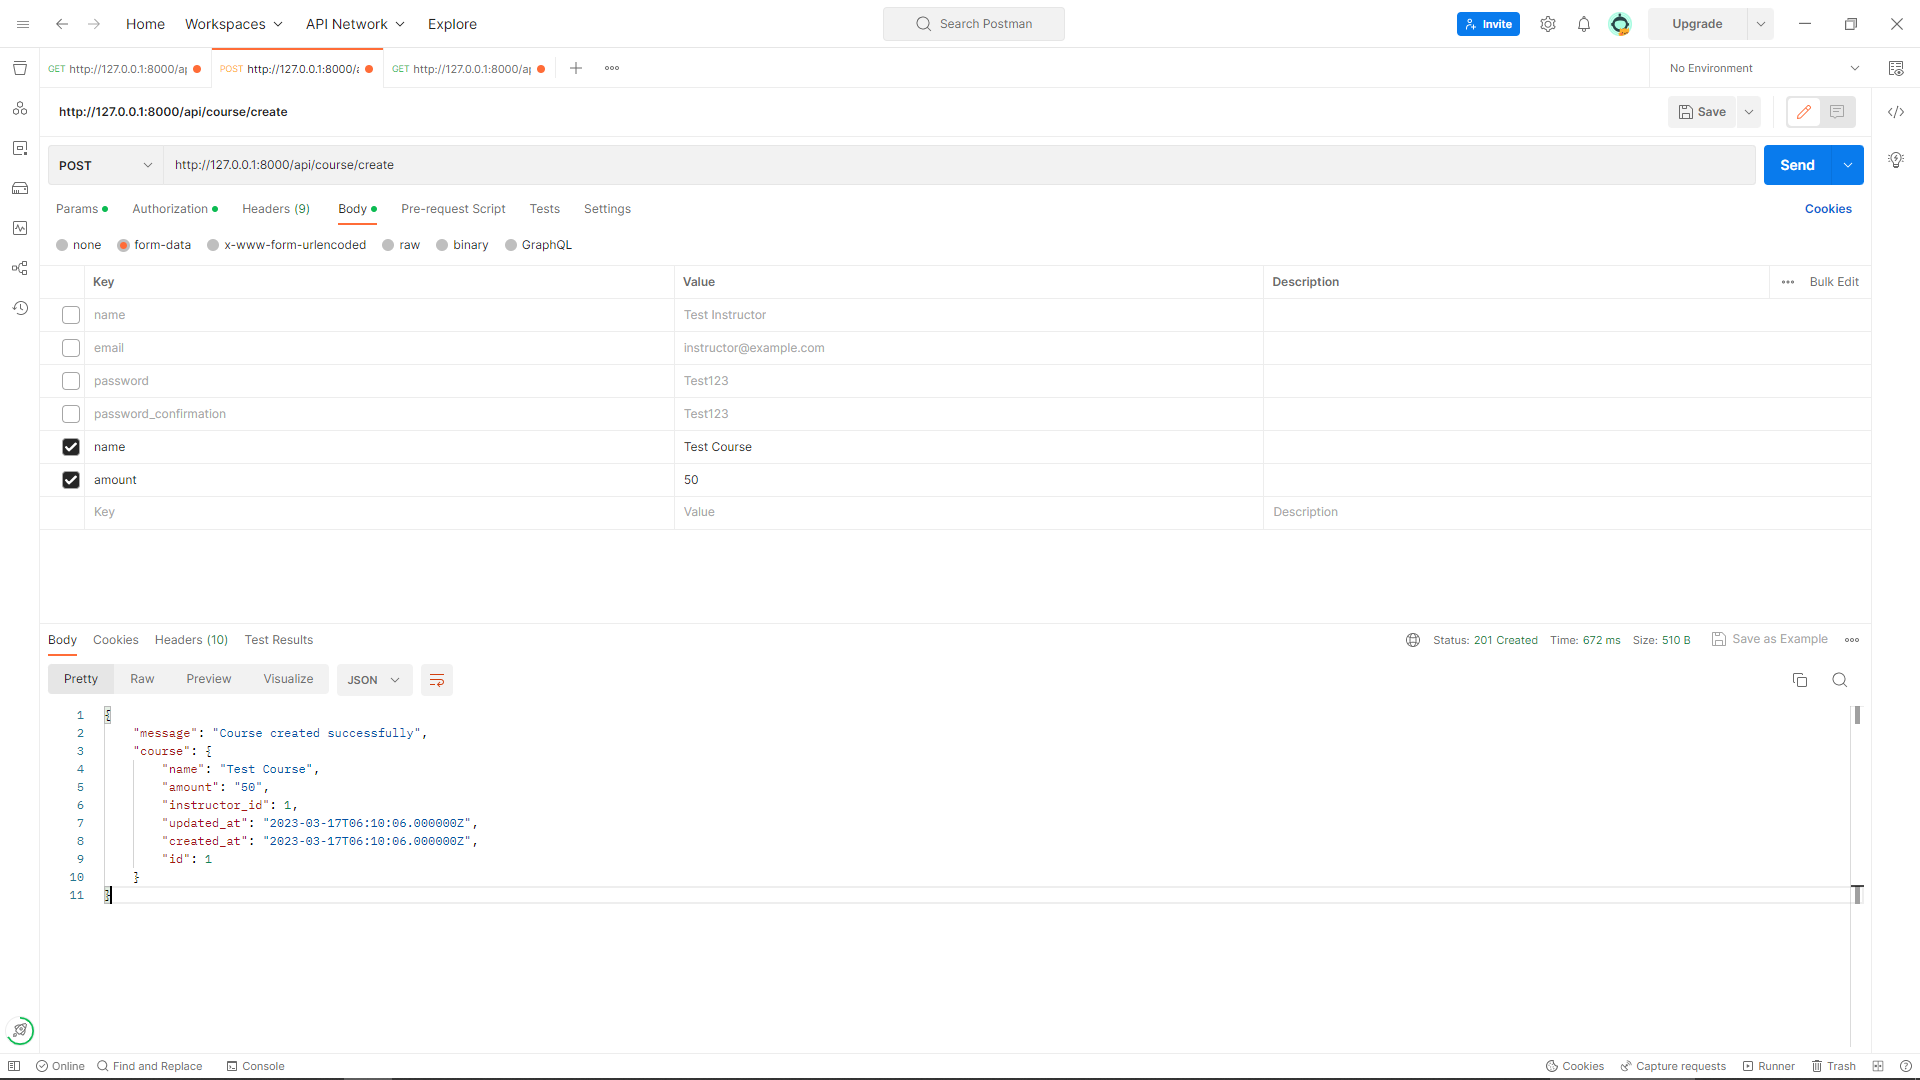 Home Workspaces API Network Explore Search Postman Invite Upgrade
GET http://127.0.0.1:8000/ap POST http://127.0.0.1:8000/a GET http://127.0.0.1:8000/ap No Environment
http://127.0.0.1:8000/api/course/create Save
POST http://127.0.0.1:8000/api/course/create Send
Params Authorization Headers (9) Body Pre-request Script Tests Settings Cookies
none form-data x-www-form-urlencoded raw binary GraphQL
Key Value Description Bulk Edit
name Test Instructor
email instructor@example.com
password Test123
password_confirmation Test123
name Test Course
amount 50
Key Value Description
Body Cookies Headers (10) Test Results Status: 201 Created Time: 672 ms Size: 510 B Save as Example
Pretty Raw Preview Visualize JSON
1 {
2 "message": "Course created successfully",
3 "course": {
4 "name": "Test Course",
5 "amount": "50",
6 "instructor_id": 1,
7 "updated_at": "2023-03-17T06:10:06.000000Z",
8 "created_at": "2023-03-17T06:10:06.000000Z",
9 "id": 1
10 }
11 }
Online Find and Replace Console Cookies Capture requests Runner Trash